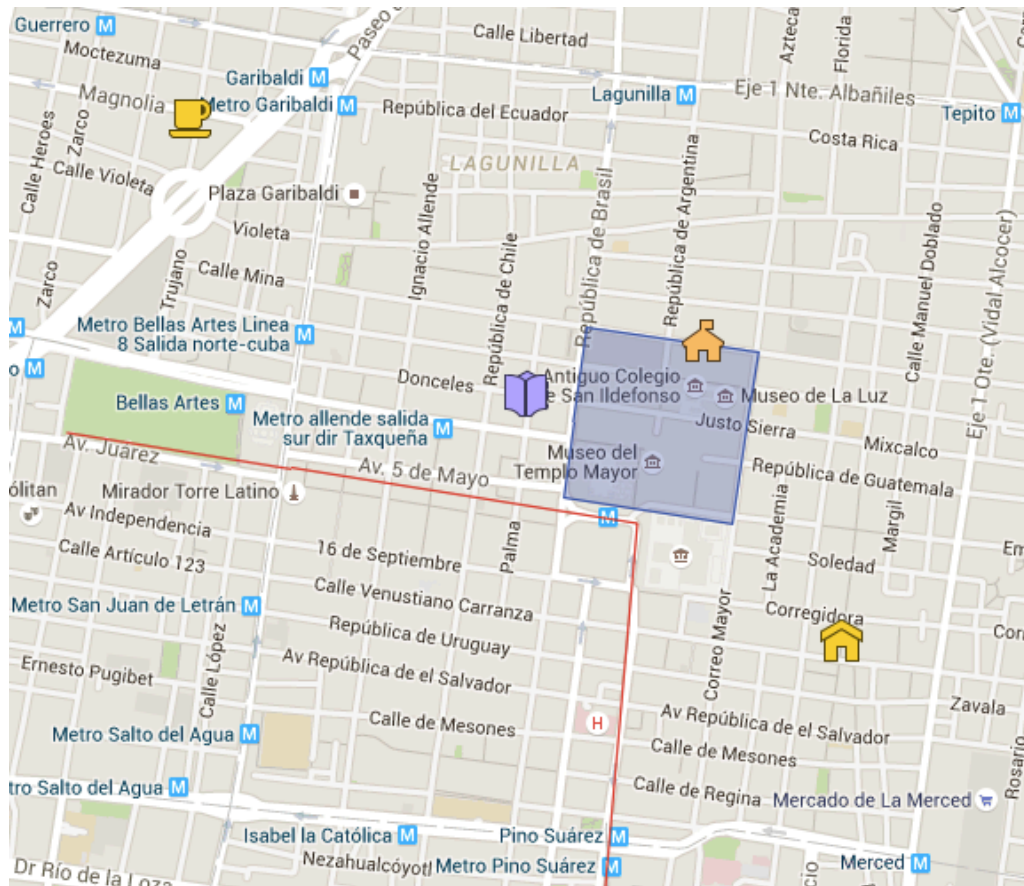 Guerrero M
Moctezuma
Calle Libertad
Azteca
Florida
Garibaldi M
Magnolia
Metro Garibaldi M
República del Ecuador
Lagunilla M
Eje 1 Nte. Albañiles
Tepito M
Costa Rica
Calle Heroes
Zarco
Calle Violeta
LAGUNILLA
Plaza Garibaldi
Violeta
Ignacio Allende
República de Chile
República de Brasil
República de Argentina
Calle Manuel Doblado
Eje 1 Ote. (Vidal Alcocer)
Zarco
Trujano
Calle Mina
M
Metro Bellas Artes Linea
8 Salida norte-cuba M
M
Donceles
Antiguo Colegio
e San Ildefonso
Museo de La Luz
Bellas Artes M
Metro allende salida
sur dir Taxqueña M
Justo Sierra
Mixcalco
Av. Juárez
Av. 5 de Mayo
Museo del
Templo Mayor
República de Guatemala
Mirador Torre Latino
ólitan
Av Independencia
M
Palma
La Academia
Margil
Calle Artículo 123
16 de Septiembre
Soledad
Em
Calle Venustiano Carranza
Corregidora
Metro San Juan de Letrán M
República de Uruguay
Correo Mayor
Ernesto Pugibet
Calle López
Av República de el Salvador
Zavala
Av República de el Salvador
Calle de Mesones
H
Metro Salto del Agua M
Calle de Mesones
Rosario
tro Salto del Agua M
Calle de Regina
Mercado de La Merced
Isabel la Católica M
Pino Suárez M
Nezahualcóyotl
Metro Pino Suárez M
Merced M
Dr Río de la Loza
cio